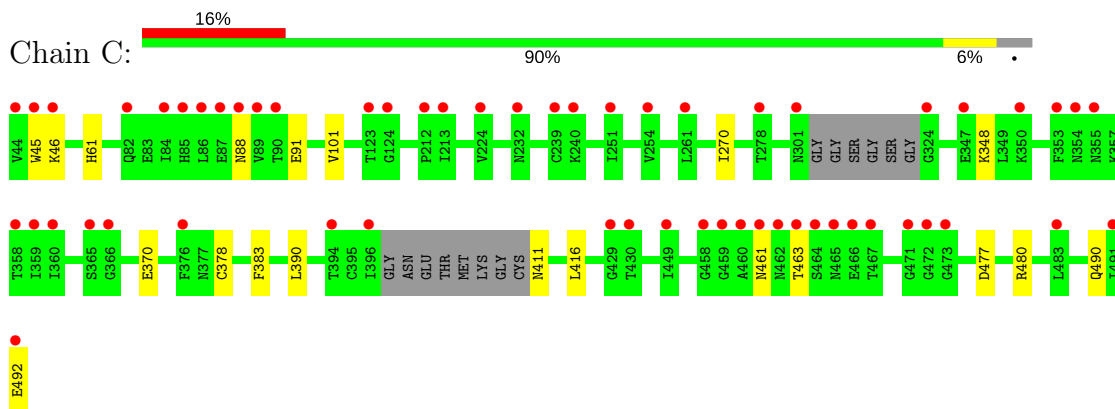 16%
Chain C:
90% 6% •
V44 W45 K46 H61 Q82 E83 I84 H85 L86 E87 N88 V89 T90 E91 V101 T123 G124 P212 I213 V224 N232 C239 K240 I251 V254 L261 I270 T278 N301 GLY GLY SER GLY SER GLY G324 E347 K348 L349 K350 F353 N354 N355
T358 I359 I360 S365 G366 E370 F376 N377 C378 F383 L390 T394 C395 I396 GLY ASN GLU THR MET LYS GLY CYS N411 L416 G429 T430 I449 G458 G459 A460 N461 N462 T463 S464 N465 E466 T467 G471 G472 G473 D477 R480 L483 Q490
E492